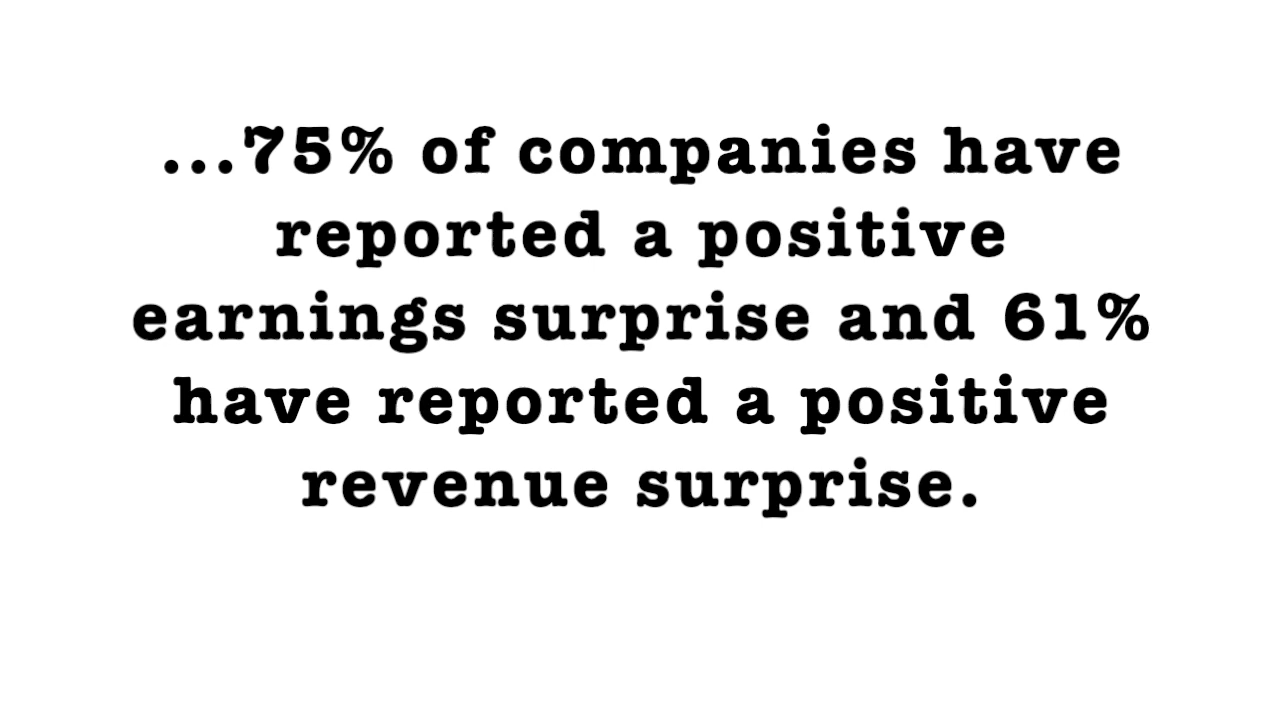 ...75% of companies have
reported a positive
earnings surprise and 61%
have reported a positive
revenue surprise.